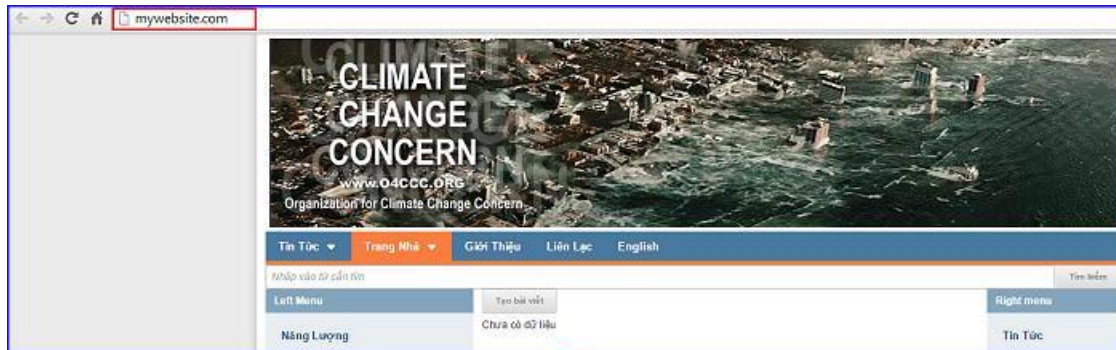 mywebsite.com
CLIMATE
CHANGE
CONCERN
www.O4CCC.ORG
Organization for Climate Change Concern
Tin Tức Trang Nhà Giới Thiệu Liên Lạc English
Nhập vào từ cần tìm Tìm kiếm
Left Menu Tạo bài viết Right menu
Chưa có dữ liệu
Năng Lượng Tin Tức